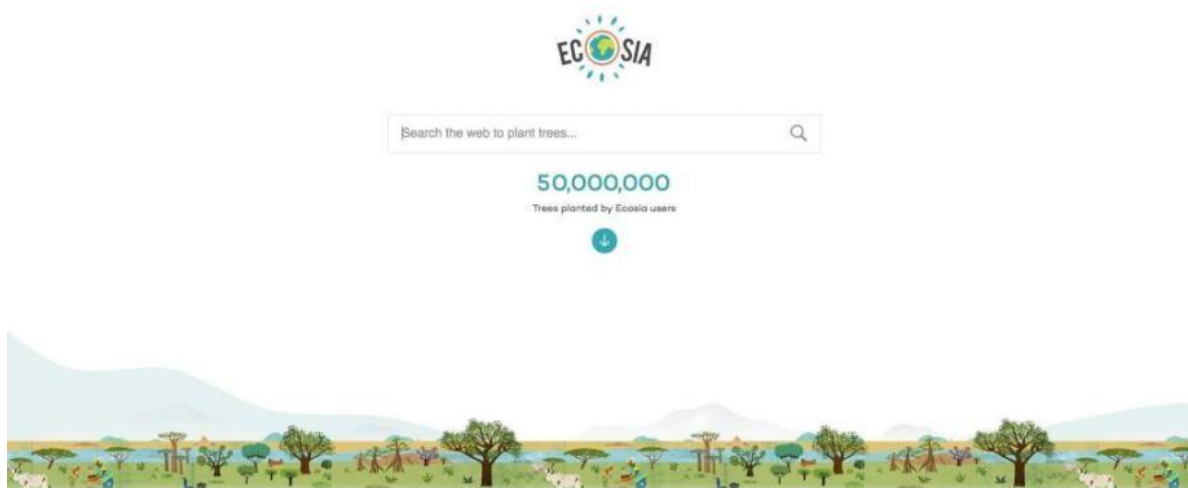 ECOSIA
Search the web to plant trees...
50,000,000
Trees planted by Ecosia users